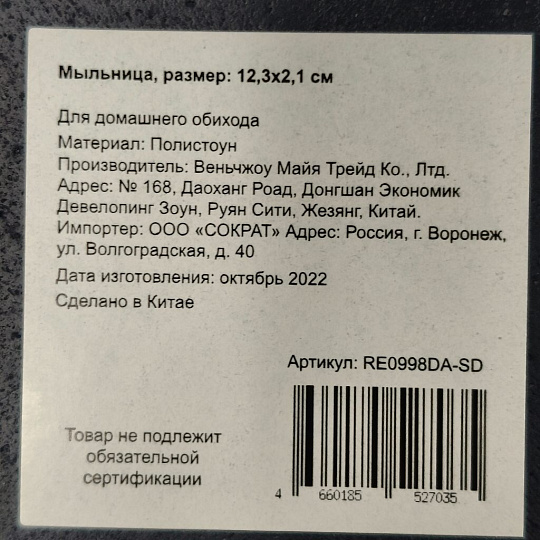 Мыльница, размер: 12,3х2,1 см
Для домашнего обихода
Материал: Полистоун
Производитель: Веньчжоу Майя Трейд Ко., Лтд.
Адрес: № 168, Даоханг Роад, Донгшан Экономик
Девелопинг Зоун, Руян Сити, Жезянг, Китай.
Импортер: ООО «СОКРАТ» Адрес: Россия, г. Воронеж,
ул. Волгоградская, д. 40
Дата изготовления: октябрь 2022
Сделано в Китае
Артикул: RE0998DA-SD
Товар не подлежит
обязательной
сертификации
4 660185 527035